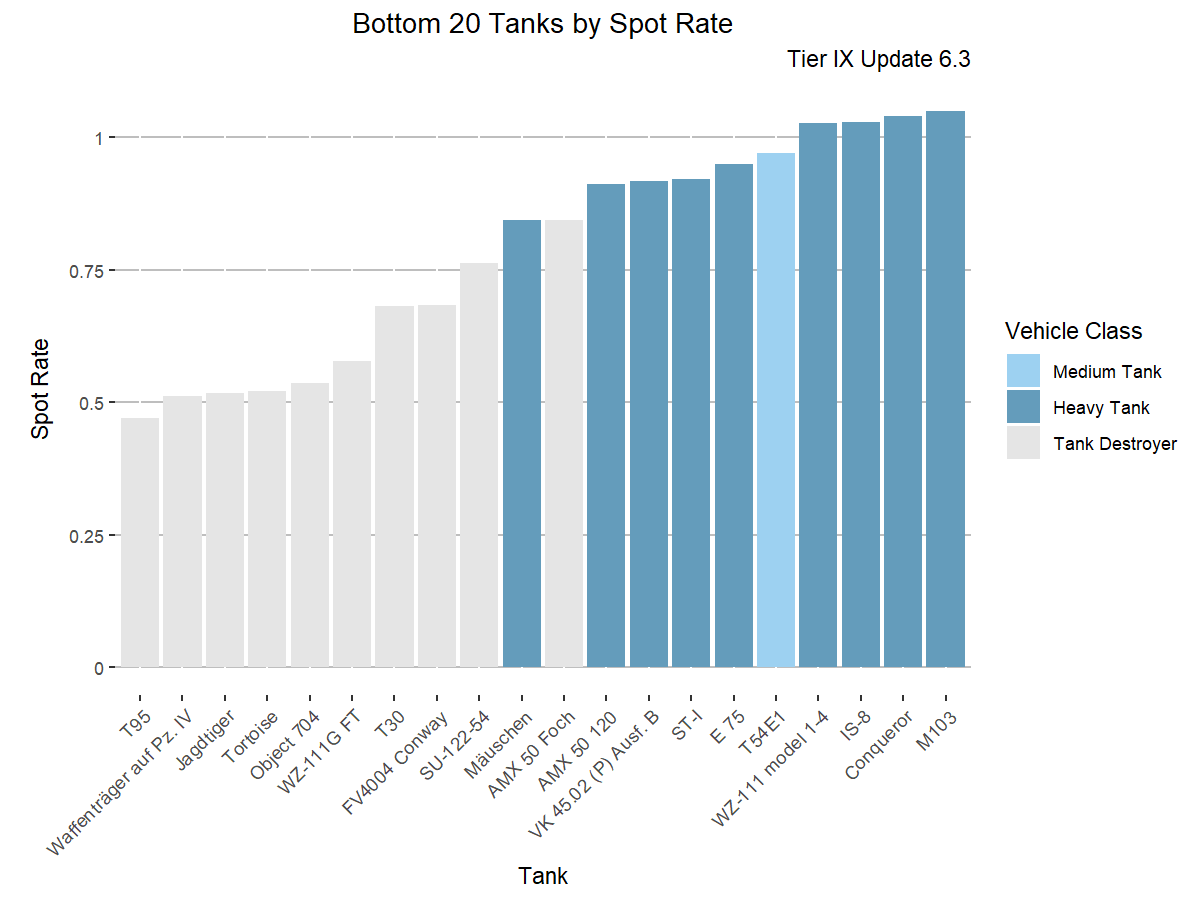 Bottom 20 Tanks by Spot Rate
Tier IX Update 6.3
1
0.75
0.5
0.25
0
Spot Rate
T95
Waffenträger auf Pz. IV
Jagdtiger
Tortoise
Object 704
WZ-111G FT
T30
FV4004 Conway
SU-122-54
Mäuschen
AMX 50 Foch
AMX 50 120
VK 45.02 (P) Ausf. B
ST-I
E 75
T54E1
WZ-111 model 1-4
IS-8
Conqueror
M103
Tank
Vehicle Class
Medium Tank
Heavy Tank
Tank Destroyer